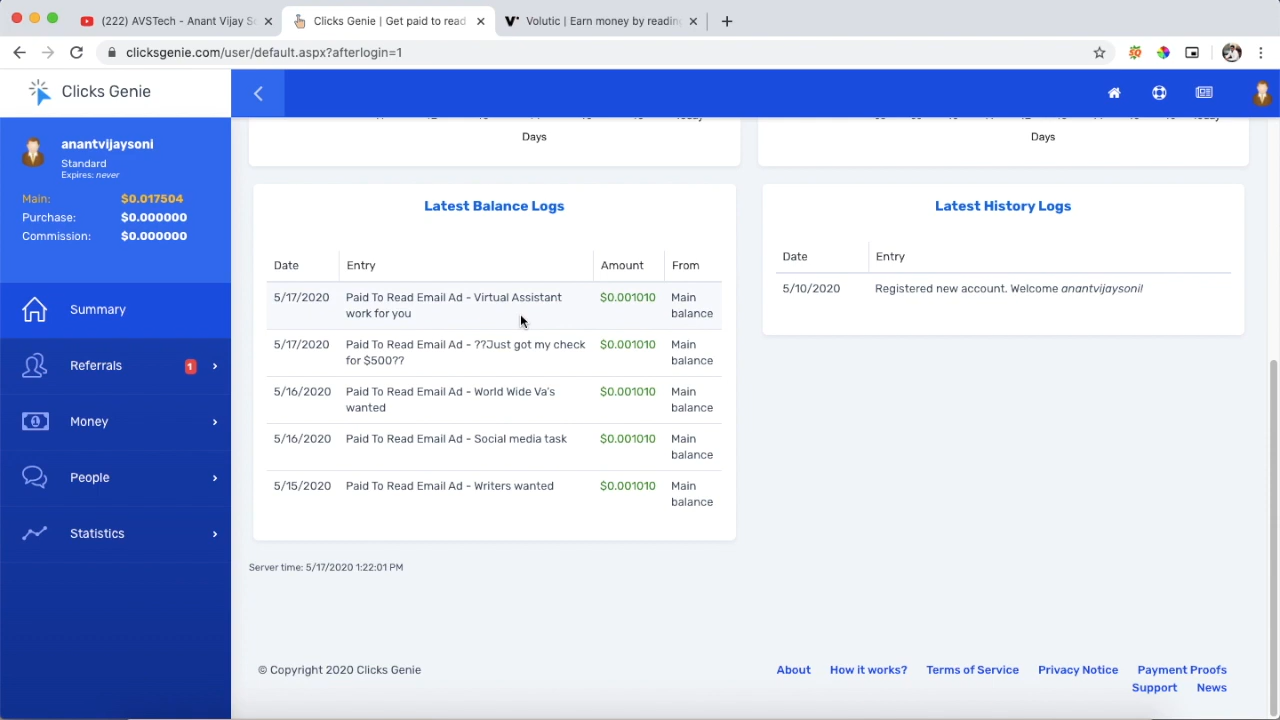 (222) AVSTech - Anant Vijay S
Clicks Genie | Get paid to read
Volutic | Earn money by reading
clicksgenie.com/user/default.aspx?afterlogin=1
Clicks Genie
anantvijaysoni
Standard
Expires: never
Main: $0.017504
Purchase: $0.000000
Commission: $0.000000
Summary
Referrals 1
Money
People
Statistics
Days
Days
Latest Balance Logs
Date Entry Amount From
5/17/2020 Paid To Read Email Ad - Virtual Assistant $0.001010 Main
work for you balance
5/17/2020 Paid To Read Email Ad - ??Just got my check $0.001010 Main
for $500?? balance
5/16/2020 Paid To Read Email Ad - World Wide Va's $0.001010 Main
wanted balance
5/16/2020 Paid To Read Email Ad - Social media task $0.001010 Main
balance
5/15/2020 Paid To Read Email Ad - Writers wanted $0.001010 Main
balance
Latest History Logs
Date Entry
5/10/2020 Registered new account. Welcome anantvijaysoni!
Server time: 5/17/2020 1:22:01 PM
© Copyright 2020 Clicks Genie
About How it works? Terms of Service Privacy Notice Payment Proofs
Support News